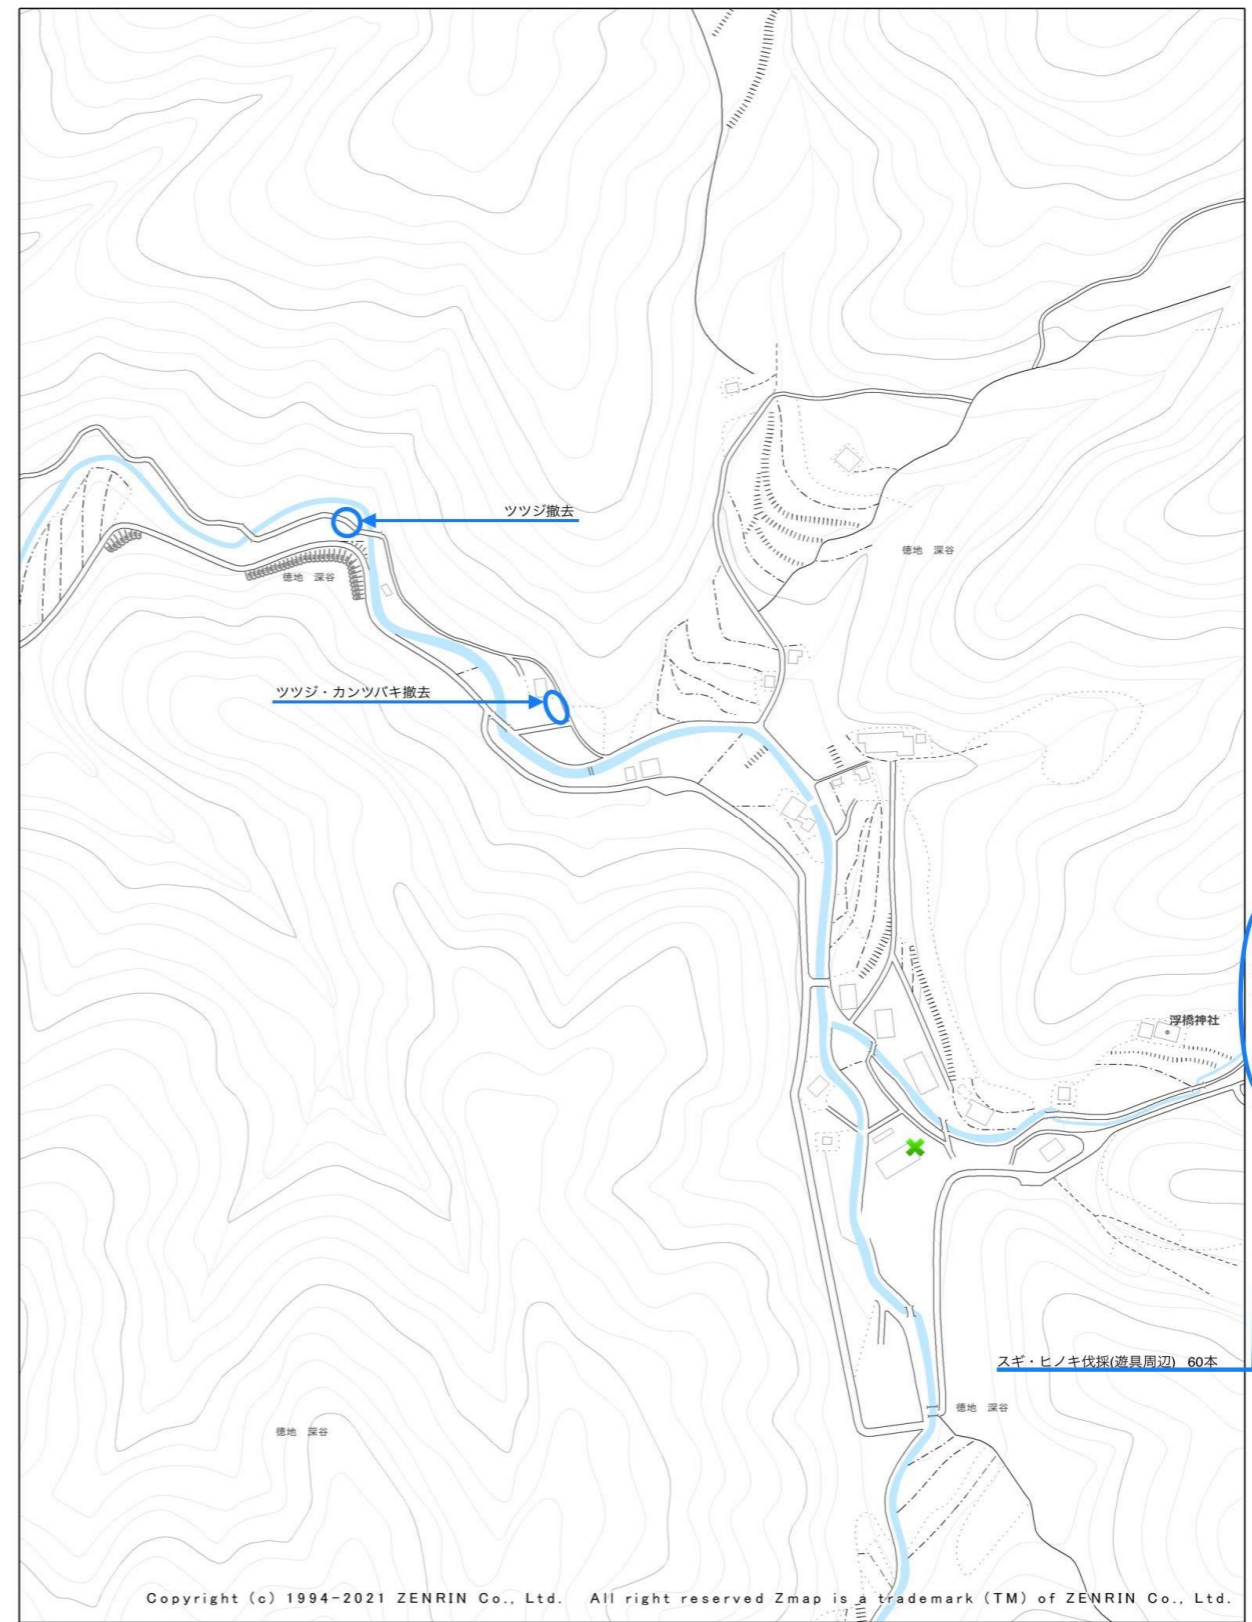 ツツジ撤去
徳地 深谷
徳地 深谷
ツツジ・カンツバキ撤去
浮橋神社
スギ・ヒノキ伐採(遊具周辺) 60本
徳地 深谷
徳地 深谷
Copyright (c) 1994-2021 ZENRIN Co., Ltd. All right reserved Zmap is a trademark (TM) of ZENRIN Co., Ltd.